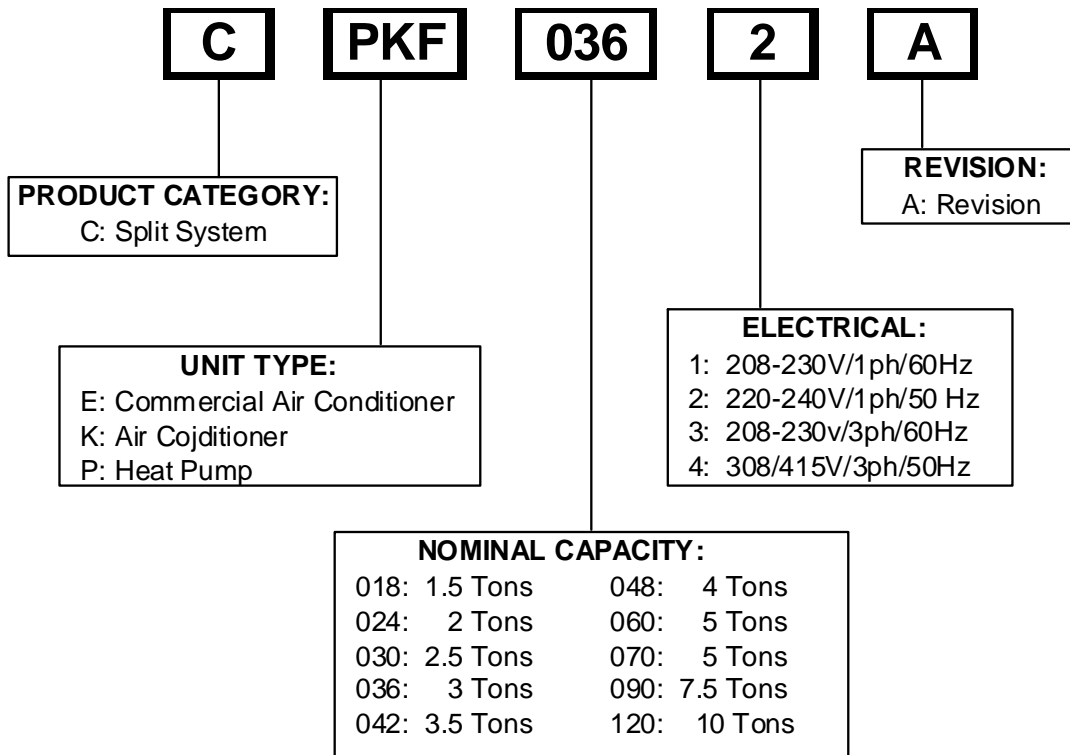 C PKF 036 2 A
PRODUCT CATEGORY:
C: Split System
REVISION:
A: Revision
UNIT TYPE:
E: Commercial Air Conditioner
K: Air Cojditioner
P: Heat Pump
ELECTRICAL:
1: 208-230V/1ph/60Hz
2: 220-240V/1ph/50 Hz
3: 208-230v/3ph/60Hz
4: 308/415V/3ph/50Hz
NOMINAL CAPACITY:
018: 1.5 Tons 048: 4 Tons
024: 2 Tons 060: 5 Tons
030: 2.5 Tons 070: 5 Tons
036: 3 Tons 090: 7.5 Tons
042: 3.5 Tons 120: 10 Tons